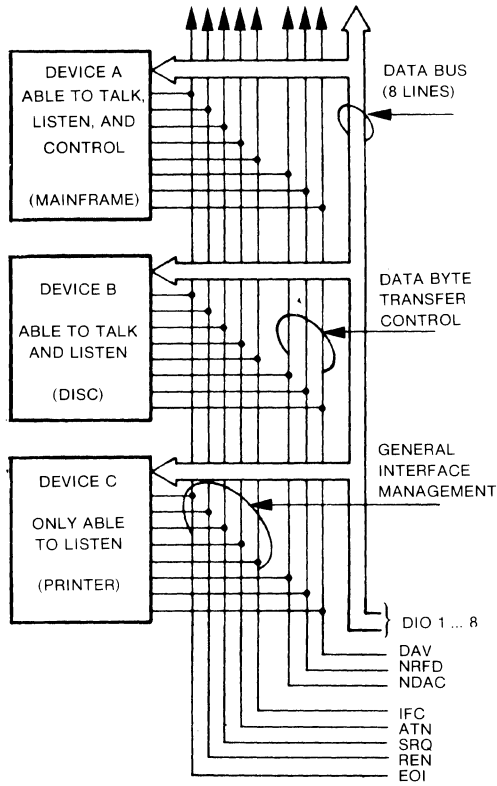 DEVICE A
ABLE TO TALK,
LISTEN, AND
CONTROL
(MAINFRAME)
DATA BUS
(8 LINES)
DEVICE B
ABLE TO TALK
AND LISTEN
(DISC)
DATA BYTE
TRANSFER
CONTROL
DEVICE C
ONLY ABLE
TO LISTEN
(PRINTER)
GENERAL
INTERFACE
MANAGEMENT
DIO 1 ... 8
DAV
NRFD
NDAC
IFC
ATN
SRQ
REN
EOI